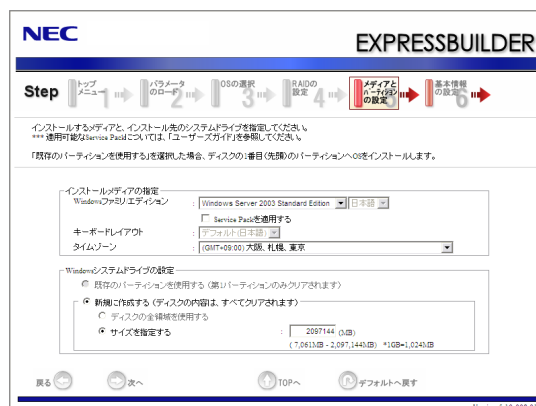 NEC
EXPRESSBUILDER
Step
トップメニュー 1
パラメータのロード 2
OSの選択 3
RAIDの設定 4
メディアとパーティションの設定 5
基本情報の設定 6
インストールするメディアと、インストール先のシステムドライブを指定してください。
*** 適用可能なService Packについては、「ユーザーズガイド」を参照してください。
「既存のパーティションを使用する」を選択した場合、ディスクの1番目(先頭)のパーティションへOSをインストールします。
インストールメディアの指定
Windowsファミリ/エディション : Windows Server 2003 Standard Edition 日本語
Service Packを適用する
キーボードレイアウト : デフォルト(日本語)
タイムゾーン : (GMT+09:00) 大阪、札幌、東京
Windowsシステムドライブの設定
既存のパーティションを使用する (第1パーティションのみクリアされます)
新規に作成する (ディスクの内容は、すべてクリアされます)
ディスクの全領域を使用する
サイズを指定する : 2097144 (MB)
( 7,061MB - 2,097,144MB) *1GB=1,024MB
戻る 次へ TOPへ デフォルトへ戻す